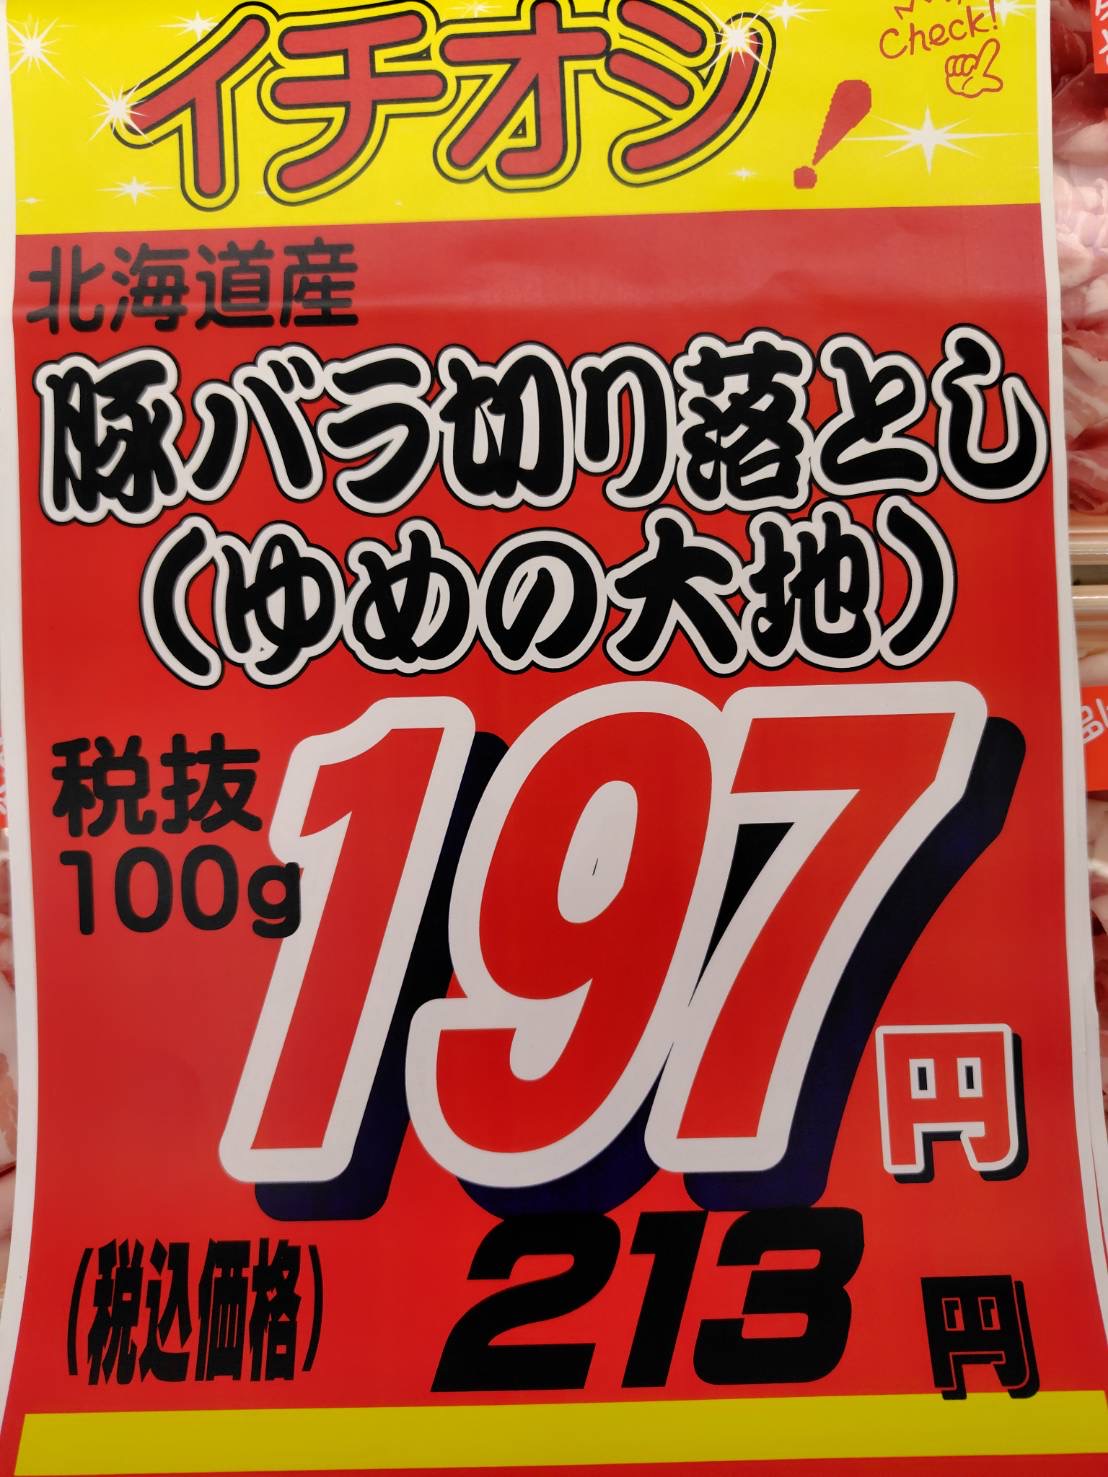 イチオシ!
Check!
北海道産
豚バラ切り落とし
(ゆめの大地)
税抜
100g
197円
(税込価格) 213円